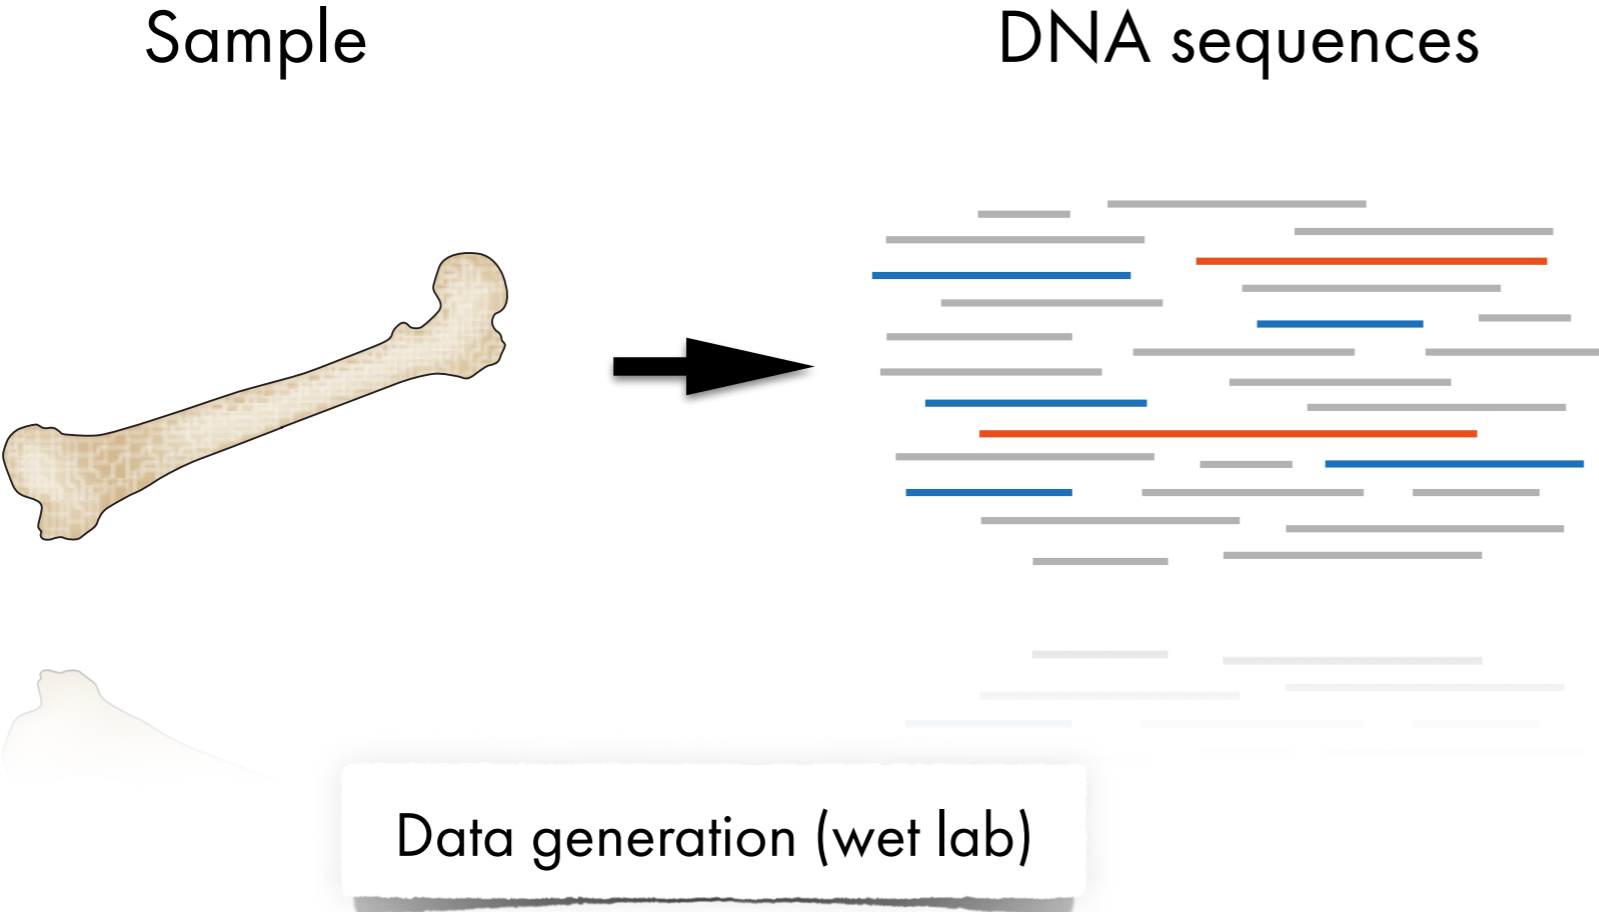 Sample
DNA sequences
Data generation (wet lab)